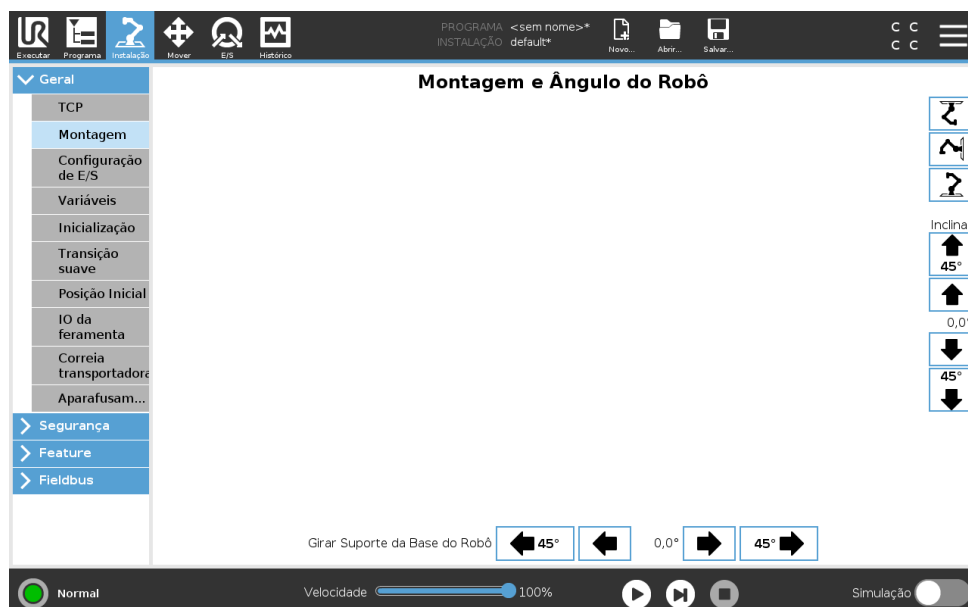 PROGRAMA <sem nome>*
INSTALAÇÃO default*
Executar Programa Instalação Mover E/S Histórico
Novo... Abrir... Salvar...
C C
C C
Geral
TCP
Montagem
Configuração
de E/S
Variáveis
Inicialização
Transição
suave
Posição Inicial
IO da
feramenta
Correia
transportadora
Aparafusam...
Segurança
Feature
Fieldbus
Montagem e Ângulo do Robô
Inclina
45°
0,0°
45°
Girar Suporte da Base do Robô 45° 0,0° 45°
Normal
Velocidade 100%
Simulação